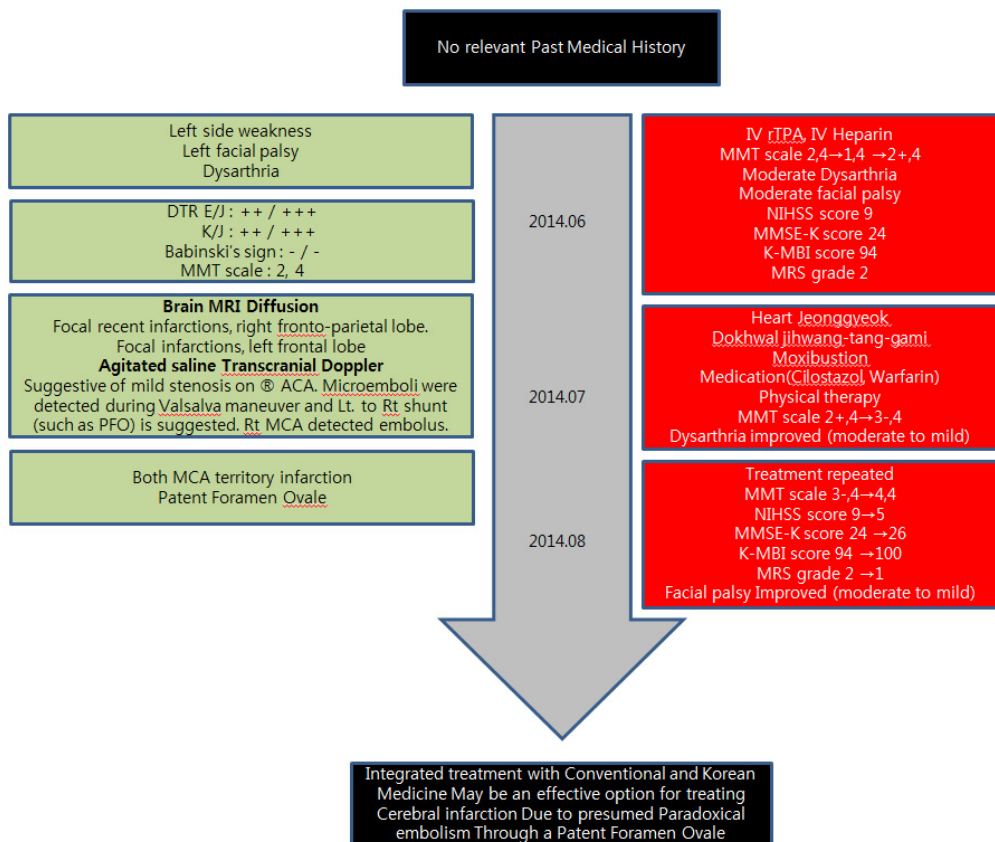 No relevant Past Medical History
Left side weakness
Left facial palsy
Dysarthria
DTR E/J : ++ / +++
K/J : ++ / +++
Babinski's sign : - / -
MMT scale : 2, 4
Brain MRI Diffusion
Focal recent infarctions, right fronto-parietal lobe.
Focal infarctions, left frontal lobe
Agitated saline Transcranial Doppler
Suggestive of mild stenosis on ® ACA. Microemboli were
detected during Valsalva maneuver and Lt. to Rt shunt
(such as PFO) is suggested. Rt MCA detected embolus.
Both MCA territory infarction
Patent Foramen Ovale
2014.06
2014.07
2014.08
IV rTPA, IV Heparin
MMT scale 2,4→1,4 →2+,4
Moderate Dysarthria
Moderate facial palsy
NIHSS score 9
MMSE-K score 24
K-MBI score 94
MRS grade 2
Heart Jeonggyeok
Dokhwal jihwang-tang-gami
Moxibustion
Medication(Cilostazol, Warfarin)
Physical therapy
MMT scale 2+,4→3-,4
Dysarthria improved (moderate to mild)
Treatment repeated
MMT scale 3-,4→4,4
NIHSS score 9→5
MMSE-K score 24 →26
K-MBI score 94 →100
MRS grade 2 →1
Facial palsy Improved (moderate to mild)
Integrated treatment with Conventional and Korean
Medicine May be an effective option for treating
Cerebral infarction Due to presumed Paradoxical
embolism Through a Patent Foramen Ovale